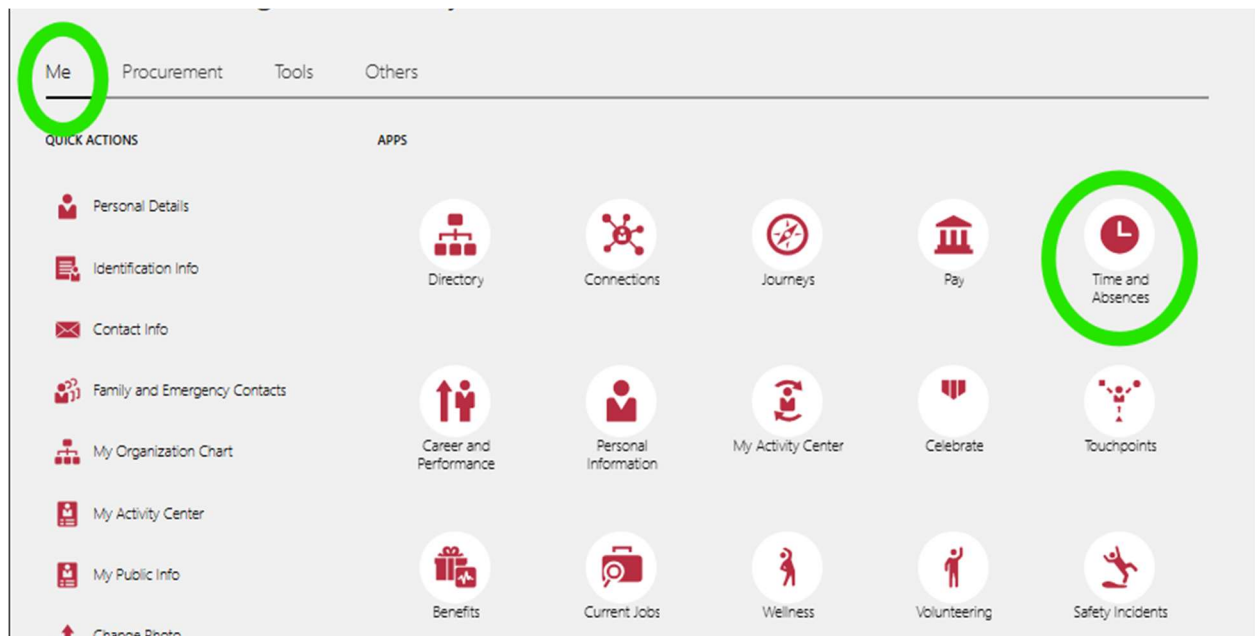 Me Procurement Tools Others
QUICK ACTIONS
APPS
Personal Details
Identification Info
Contact Info
Family and Emergency Contacts
My Organization Chart
My Activity Center
My Public Info
Change Photo
Directory
Connections
Journeys
Pay
Time and
Absences
Career and
Performance
Personal
Information
My Activity Center
Celebrate
Touchpoints
Benefits
Current Jobs
Wellness
Volunteering
Safety Incidents